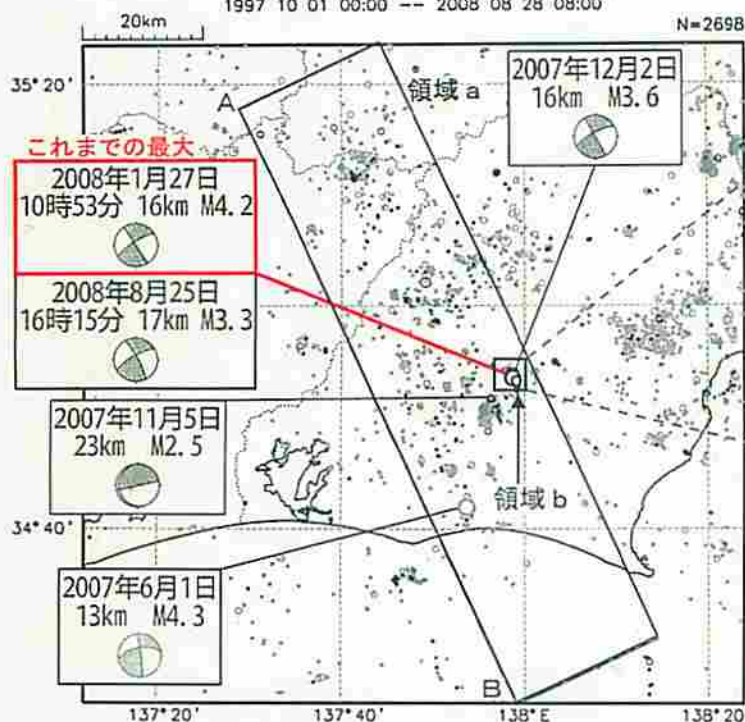 1997 10 01 00:00 -- 2008 08 28 08:00
20km
N=2698
35°20'
A
領域a
2007年12月2日
16km M3.6
これまでの最大
2008年1月27日
10時53分 16km M4.2
2008年8月25日
16時15分 17km M3.3
2007年11月5日
23km M2.5
領域b
34°40'
2007年6月1日
13km M4.3
B
137°20'
137°40'
138°
138°20'